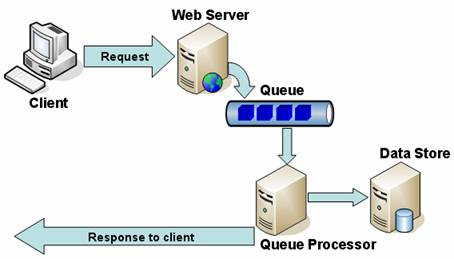 Web Server
Request
Client
Queue
Data Store
Response to client
Queue Processor